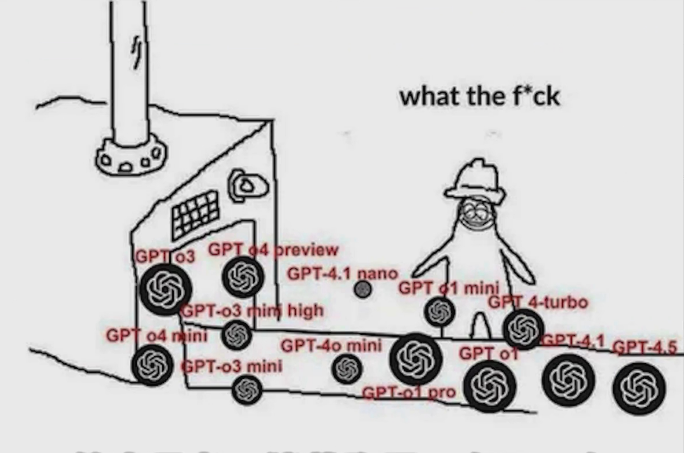 what the f*ck
GPT o3
GPT o4 preview
GPT-4.1 nano
GPT o1 mini
GPT 4-turbo
GPT-o3 mini high
GPT o4 mini
GPT-4o mini
GPT o1
GPT-4.1
GPT-4.5
GPT-o3 mini
GPT-o1 pro